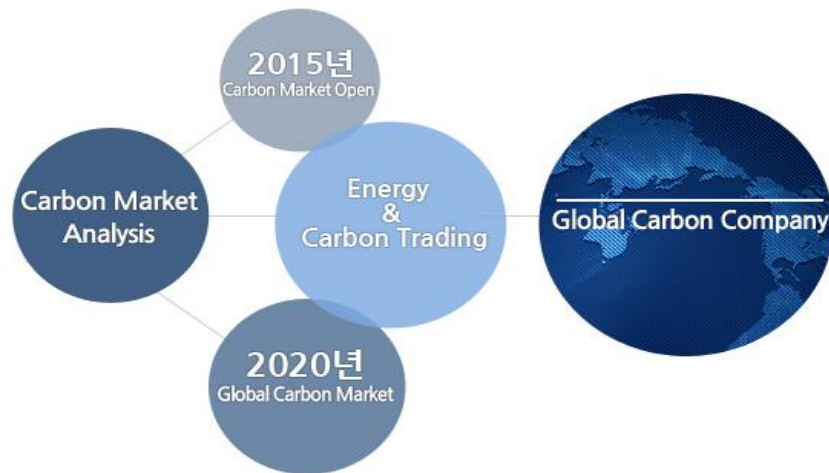 2015년
Carbon Market Open
Carbon Market
Analysis
Energy
&
Carbon Trading
Global Carbon Company
2020년
Global Carbon Market